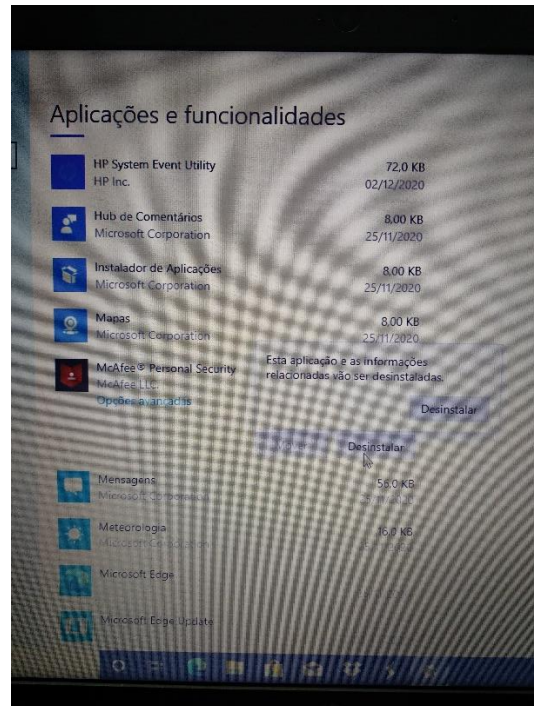 Aplicações e funcionalidades
HP System Event Utility
72,0 KB
HP Inc.
02/12/2020
Hub de Comentários
8,00 KB
Microsoft Corporation
25/11/2020
Instalador de Aplicações
8,00 KB
Microsoft Corporation
25/11/2020
Mapas
8,00 KB
Microsoft Corporation
25/11/2020
McAfee® Personal Security
McAfee LLC.
Opções avançadas
Esta aplicação e as informações
relacionadas vão ser desinstaladas.
Desinstalar
Mover
Desinstalar
Mensagens
56,0 KB
Microsoft Corporation
25/11/2020
Meteorologia
16,0 KB
Microsoft Corporation
Microsoft Edge
Microsoft Edge Update